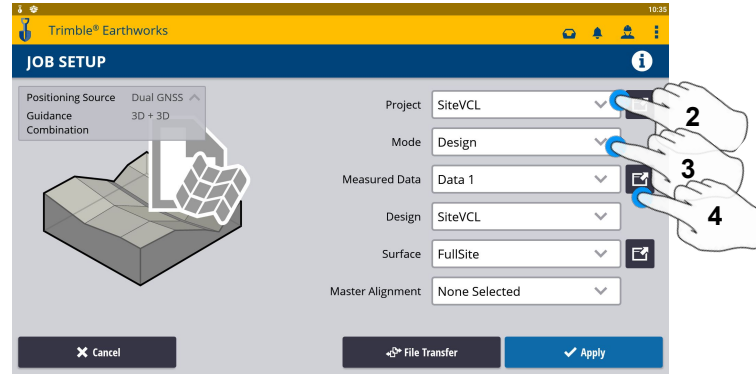 10:35
Trimble® Earthworks
JOB SETUP
Positioning Source Dual GNSS
Guidance Combination 3D + 3D
Project SiteVCL
2
Mode Design
3
Measured Data Data 1
4
Design SiteVCL
Surface FullSite
Master Alignment None Selected
Cancel
File Transfer
Apply